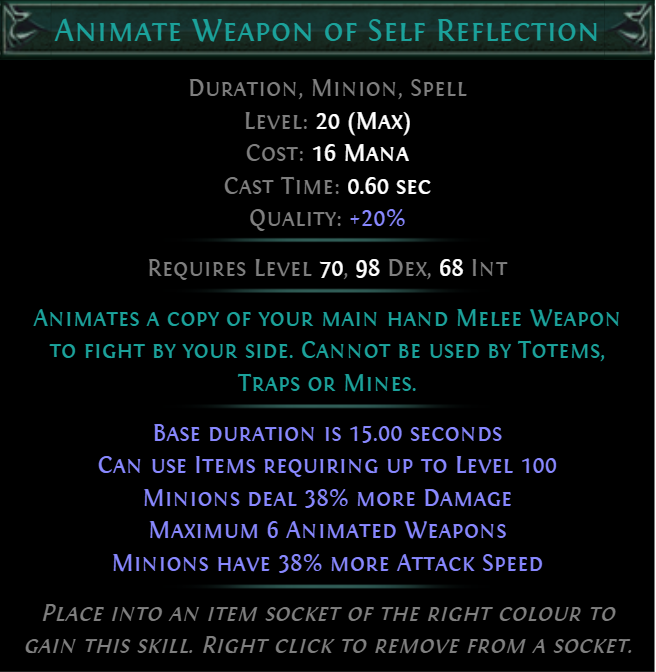 Animate Weapon of Self Reflection
Duration, Minion, Spell
Level: 20 (Max)
Cost: 16 Mana
Cast Time: 0.60 sec
Quality: +20%
Requires Level 70, 98 Dex, 68 Int
Animates a copy of your main hand Melee Weapon
to fight by your side. Cannot be used by Totems,
Traps or Mines.
Base duration is 15.00 seconds
Can use Items requiring up to Level 100
Minions deal 38% more Damage
Maximum 6 Animated Weapons
Minions have 38% more Attack Speed
Place into an item socket of the right colour to
gain this skill. Right click to remove from a socket.